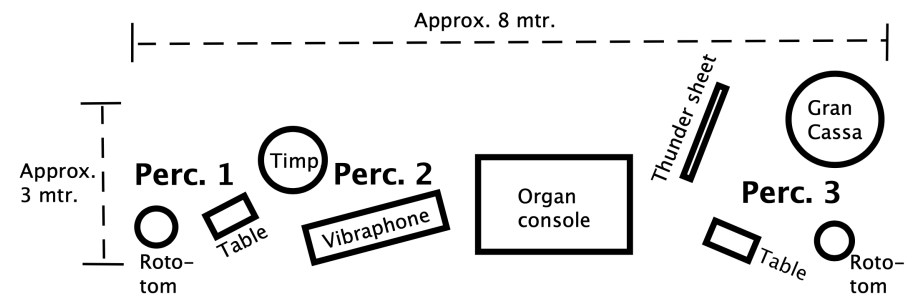 Approx. 8 mtr.
Thunder sheet
Gran
Cassa
Approx.
3 mtr.
Perc. 1
Timp
Perc. 2
Perc. 3
Organ
console
Vibraphone
Table
Roto-
tom
Table
Roto-
tom